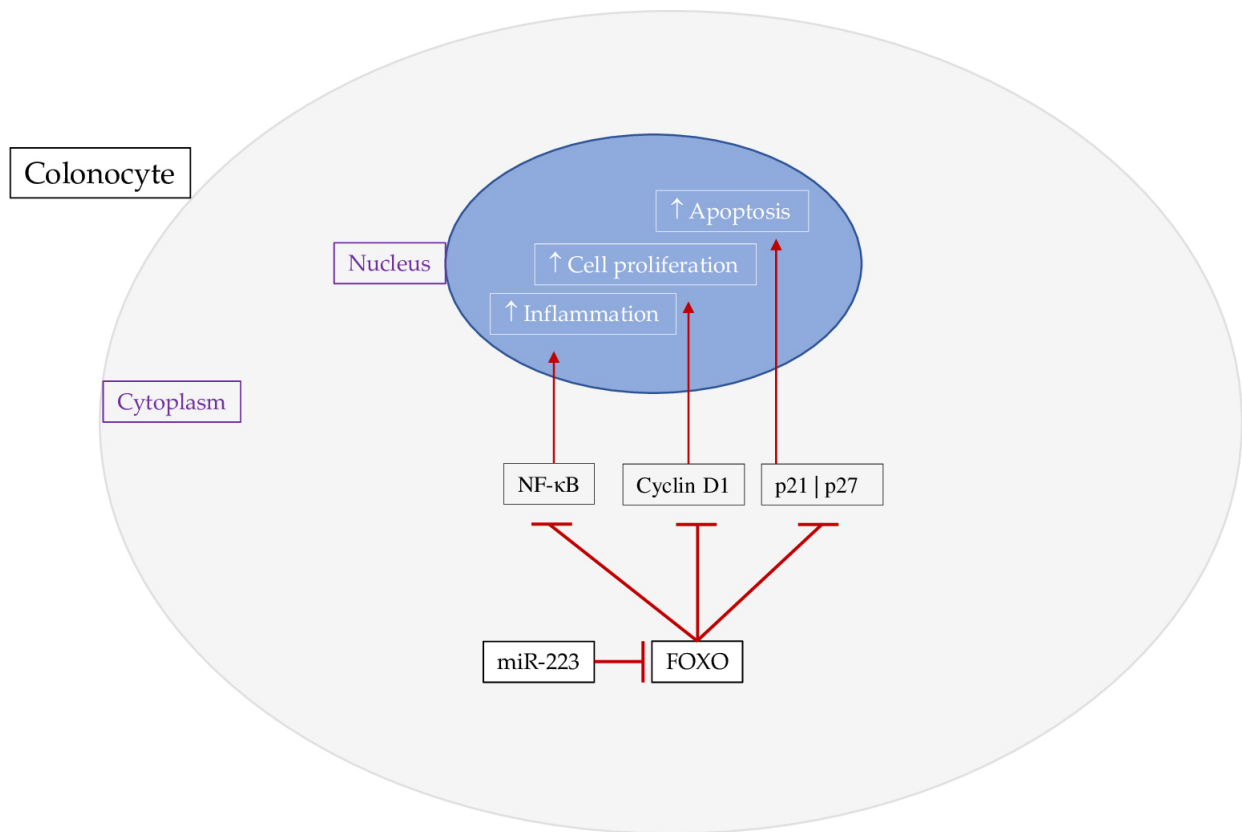 Colonocyte
↑ Apoptosis
Nucleus
↑ Cell proliferation
↑ Inflammation
Cytoplasm
NF-κB
Cyclin D1
p21 | p27
miR-223
FOXO